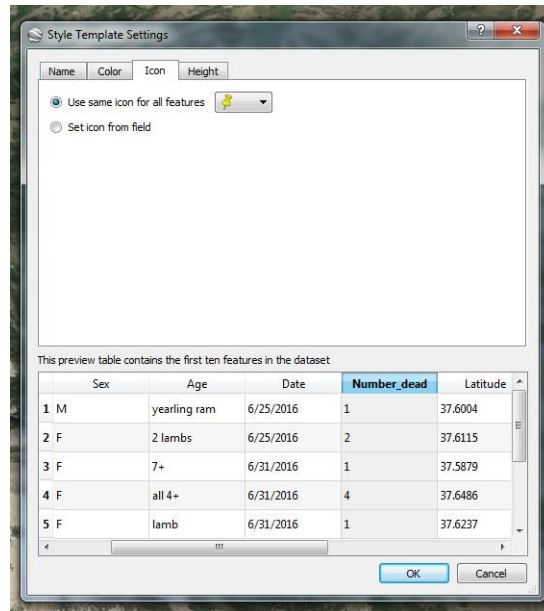 Style Template Settings
Name Color Icon Height
Use same icon for all features
Set icon from field
This preview table contains the first ten features in the dataset
Sex Age Date Number_dead Latitude
1 M yearling ram 6/25/2016 1 37.6004
2 F 2 lambs 6/25/2016 2 37.6115
3 F 7+ 6/31/2016 1 37.5879
4 F all 4+ 6/31/2016 4 37.6486
5 F lamb 6/31/2016 1 37.6237
OK Cancel